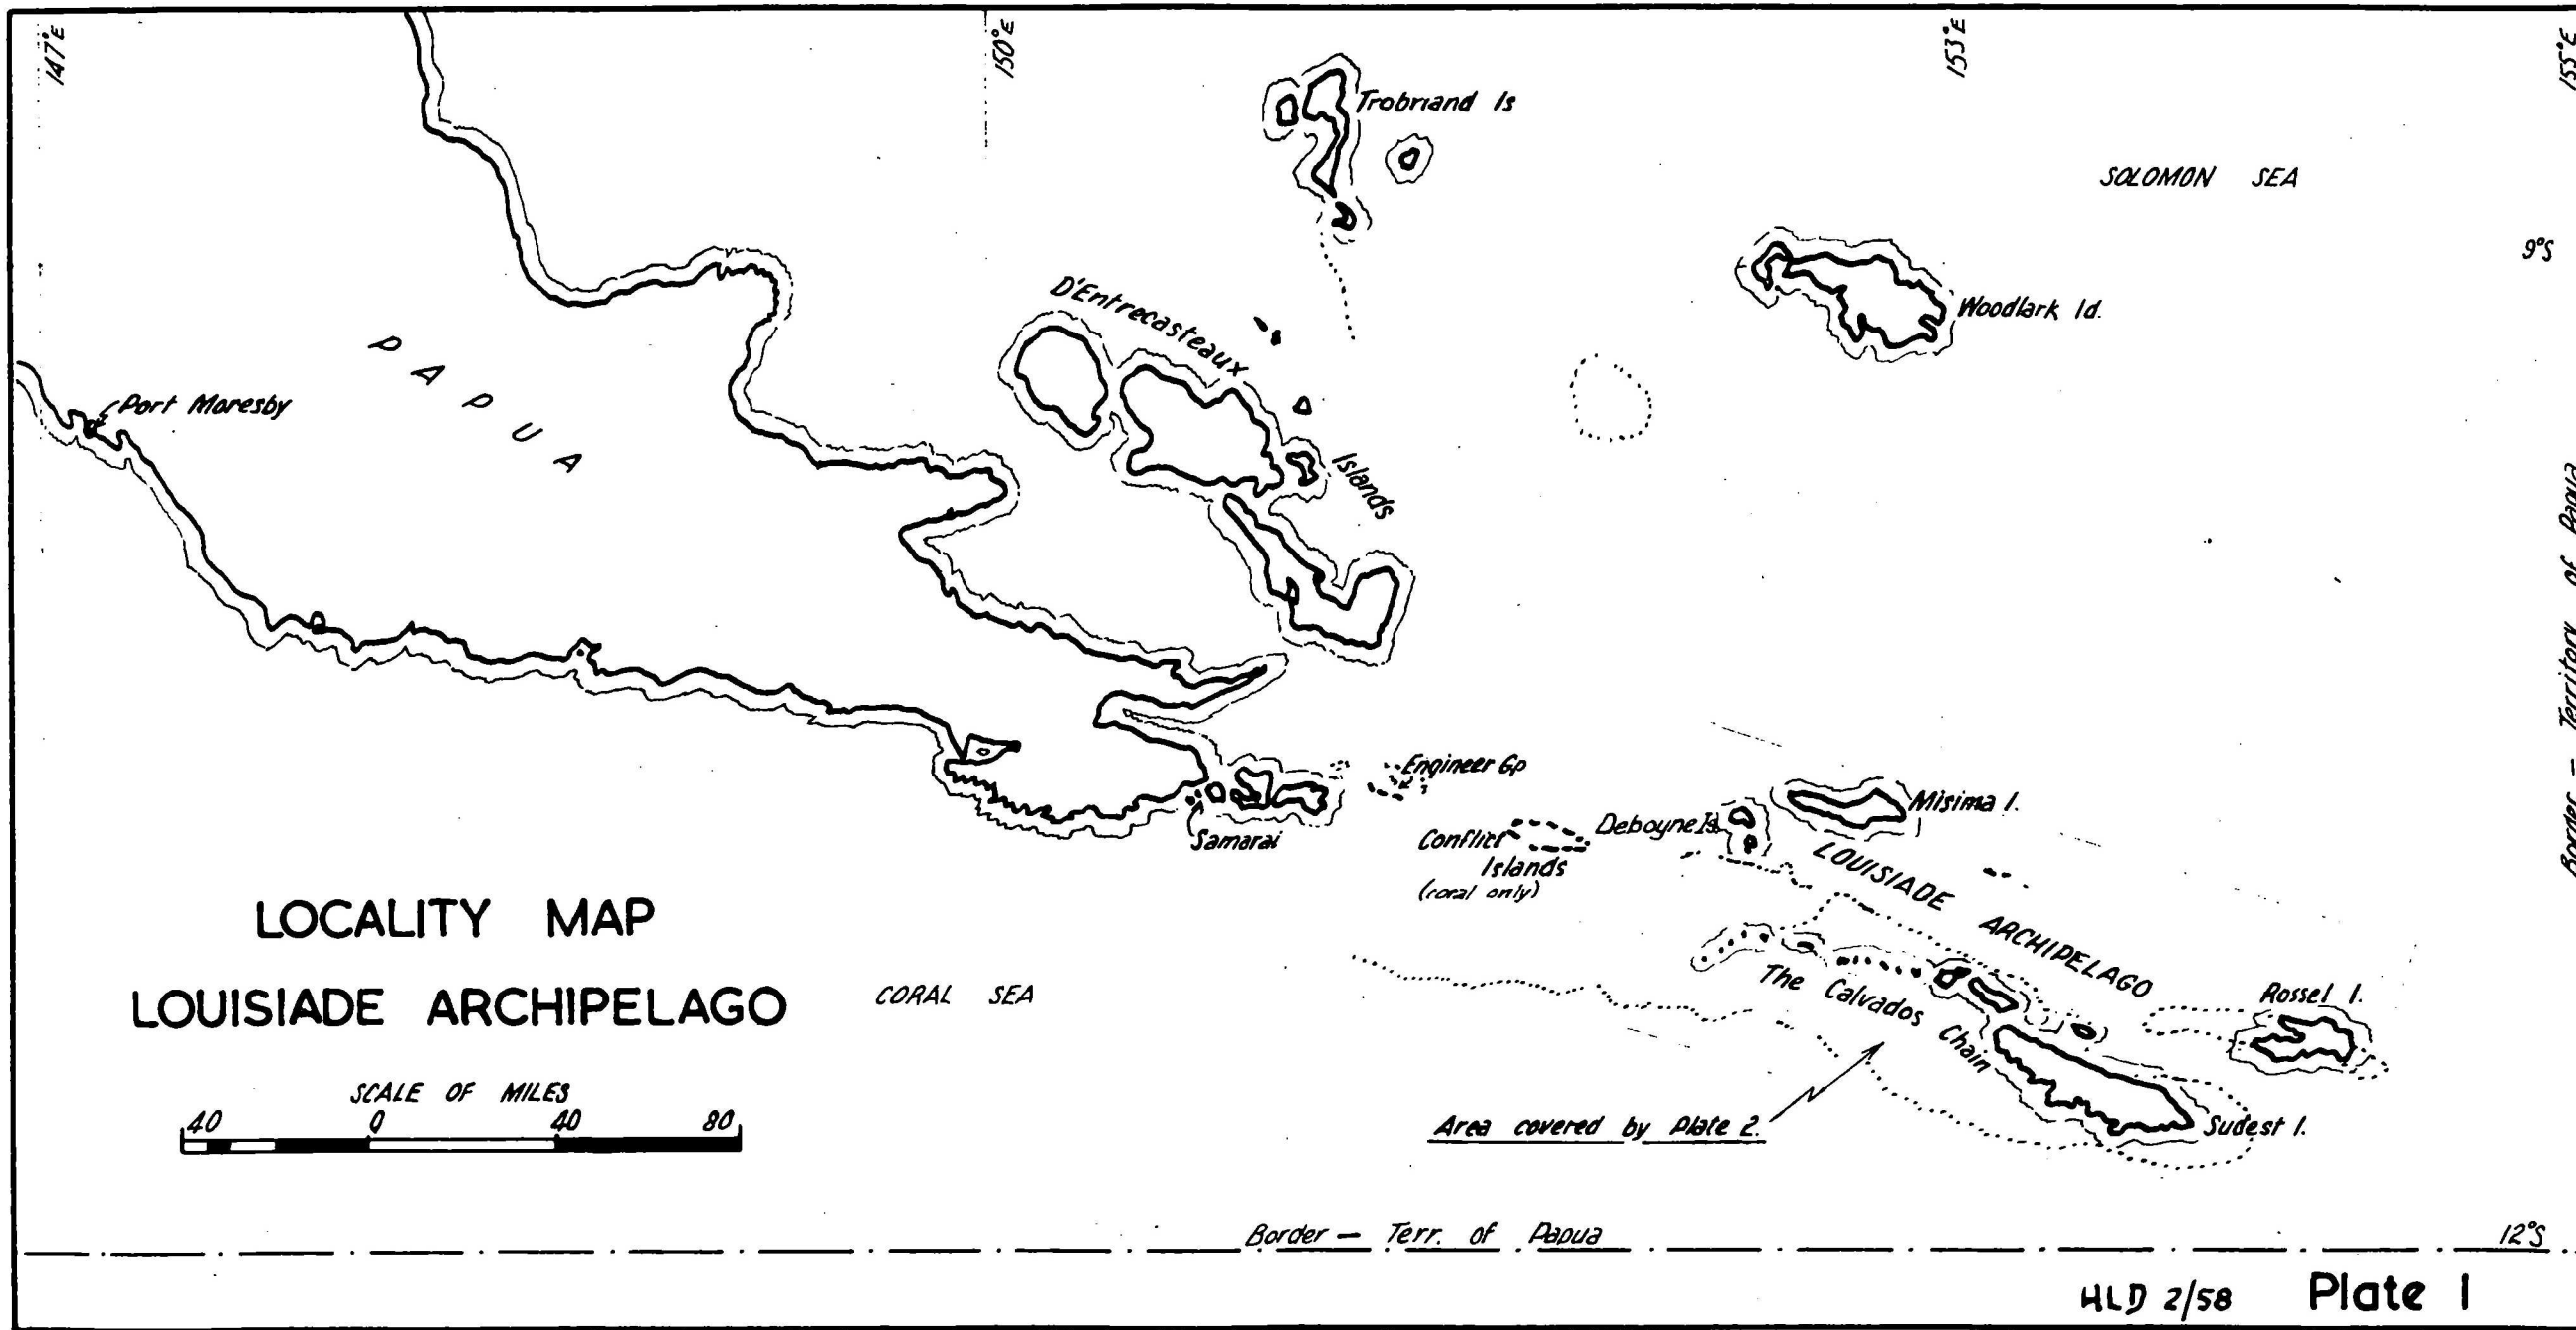 147°E
150°E
153°E
155°E
Trobriand Is
SOLOMON SEA
9°S
D'Entrecasteaux
Islands
Woodlark Id.
PAPUA
Port Moresby
Border — Territory of Papua
Engineer Gp
Samarai
Conflict
Islands
(coral only)
Deboyne Is.
Misima I.
LOUISIADE ARCHIPELAGO
The Calvados Chain
Rossel I.
Sudest I.
Area covered by Plate 2.
LOCALITY MAP
LOUISIADE ARCHIPELAGO
CORAL SEA
SCALE OF MILES
40 0 40 80
Border — Terr. of Papua
12°S
HLD 2/58 Plate 1